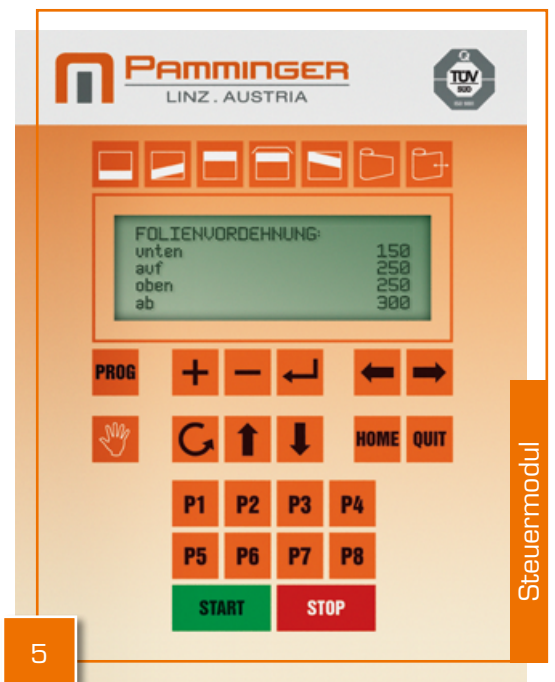 PAMMINGER
LINZ . AUSTRIA
TÜV
SÜD
FOLIENVORDEHNUNG:
unten 150
auf 250
oben 250
ab 300
PROG
HOME QUIT
P1 P2 P3 P4
P5 P6 P7 P8
START STOP
Steuermodul
5